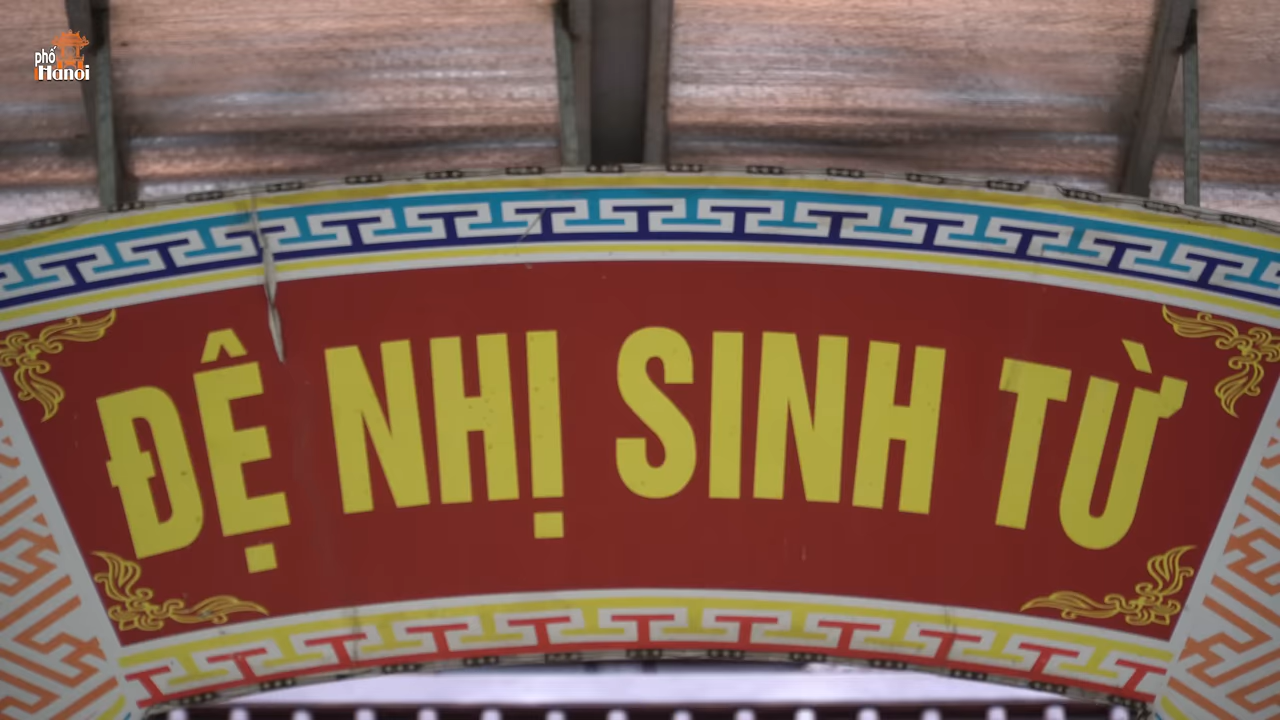 phố
Hanoi
ĐỆ NHỊ SINH TỪ